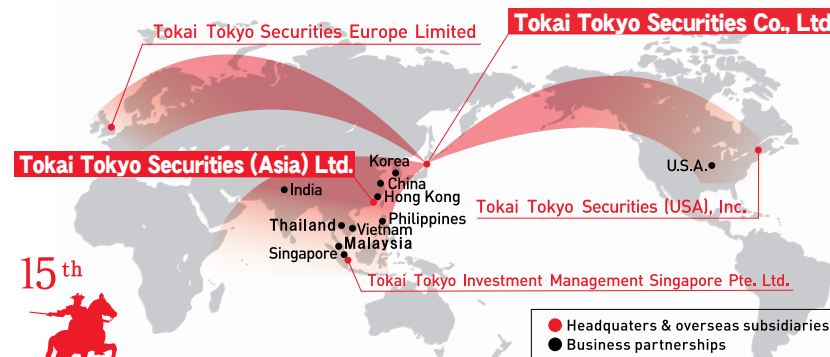 Tokai Tokyo Securities Europe Limited
Tokai Tokyo Securities Co., Ltd
Tokai Tokyo Securities (Asia) Ltd.
Korea
U.S.A.
China
India
Hong Kong
Tokai Tokyo Securities (USA), Inc.
Philippines
Thailand
Vietnam
Malaysia
Singapore
15th
Tokai Tokyo Investment Management Singapore Pte. Ltd.
Headquaters & overseas subsidiaries
Business partnerships